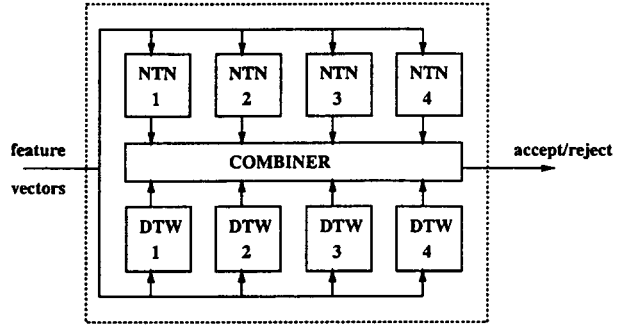 NTN NTN NTN NTN
1 2 3 4
feature
vectors
COMBINER
accept/reject
DTW DTW DTW DTW
1 2 3 4